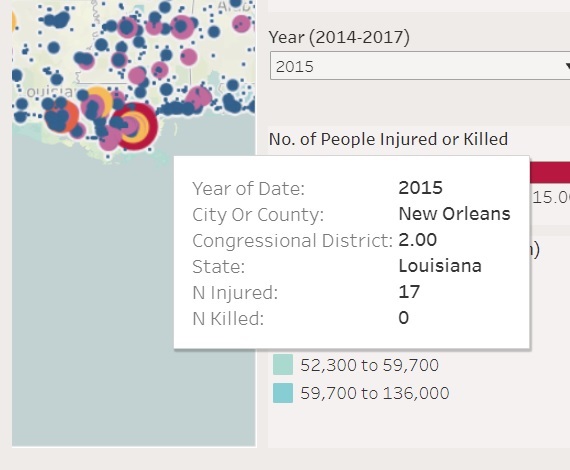 Year (2014-2017)
2015
No. of People Injured or Killed
15.0
Year of Date: 2015
City Or County: New Orleans
Congressional District: 2.00
State: Louisiana
N Injured: 17
N Killed: 0
52,300 to 59,700
59,700 to 136,000